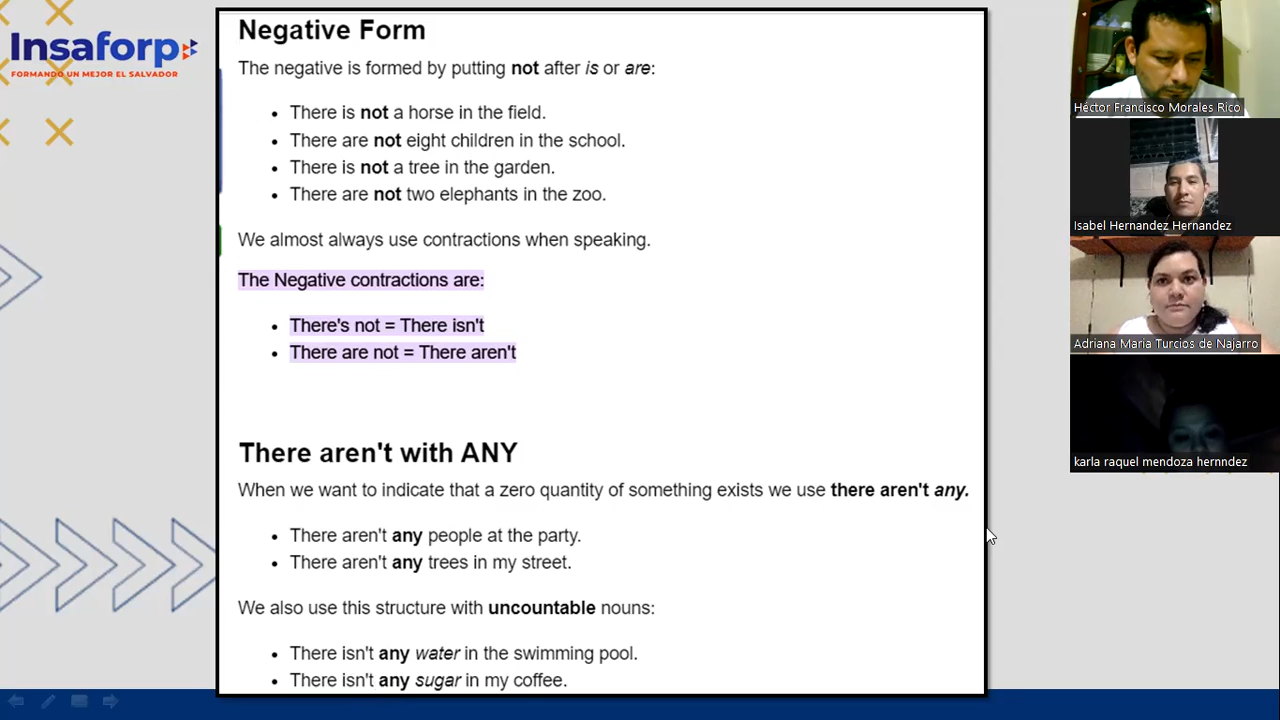 Insaforp
FORMANDO UN MEJOR EL SALVADOR
Negative Form
The negative is formed by putting not after is or are:
• There is not a horse in the field.
• There are not eight children in the school.
• There is not a tree in the garden.
• There are not two elephants in the zoo.
We almost always use contractions when speaking.
The Negative contractions are:
• There's not = There isn't
• There are not = There aren't
There aren't with ANY
When we want to indicate that a zero quantity of something exists we use there aren't any.
• There aren't any people at the party.
• There aren't any trees in my street.
We also use this structure with uncountable nouns:
• There isn't any water in the swimming pool.
• There isn't any sugar in my coffee.
Héctor Francisco Morales Rico
Isabel Hernandez Hernandez
Adriana Maria Turcios de Najarro
karla raquel mendoza hernndez